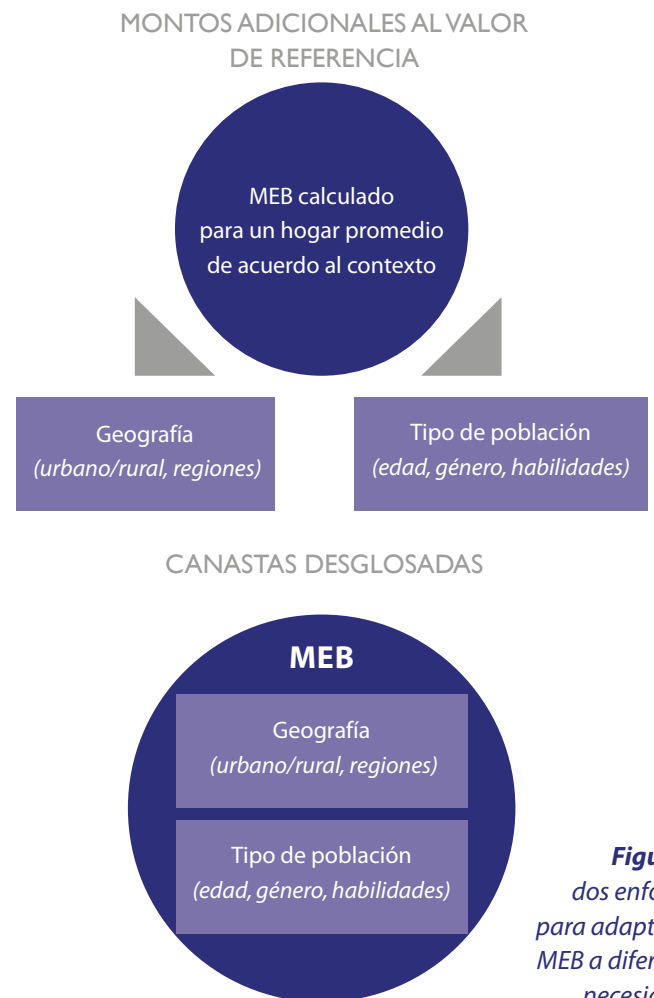 MONTOS ADICIONALES AL VALOR
DE REFERENCIA
MEB calculado
para un hogar promedio
de acuerdo al contexto
Geografía
(urbano/rural, regiones)
Tipo de población
(edad, género, habilidades)
CANASTAS DESGLOSADAS
MEB
Geografía
(urbano/rural, regiones)
Tipo de población
(edad, género, habilidades)
dos
para
MEB a